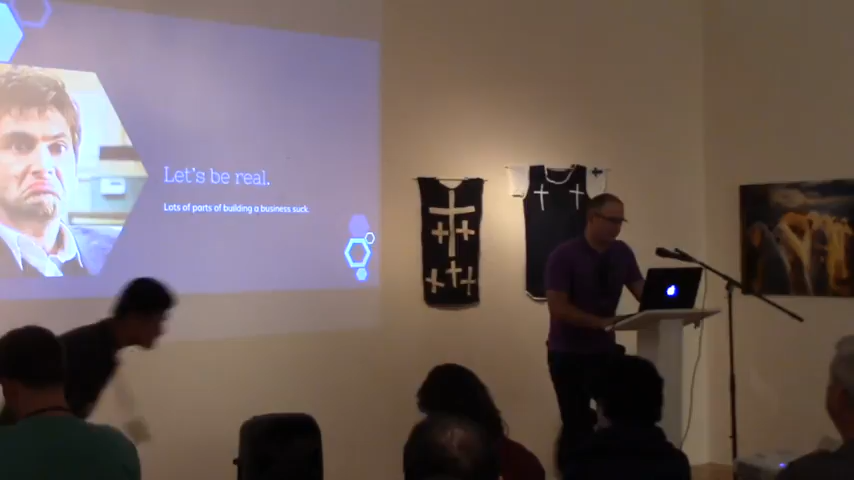 Let's be real.
Lots of parts of building a business suck.